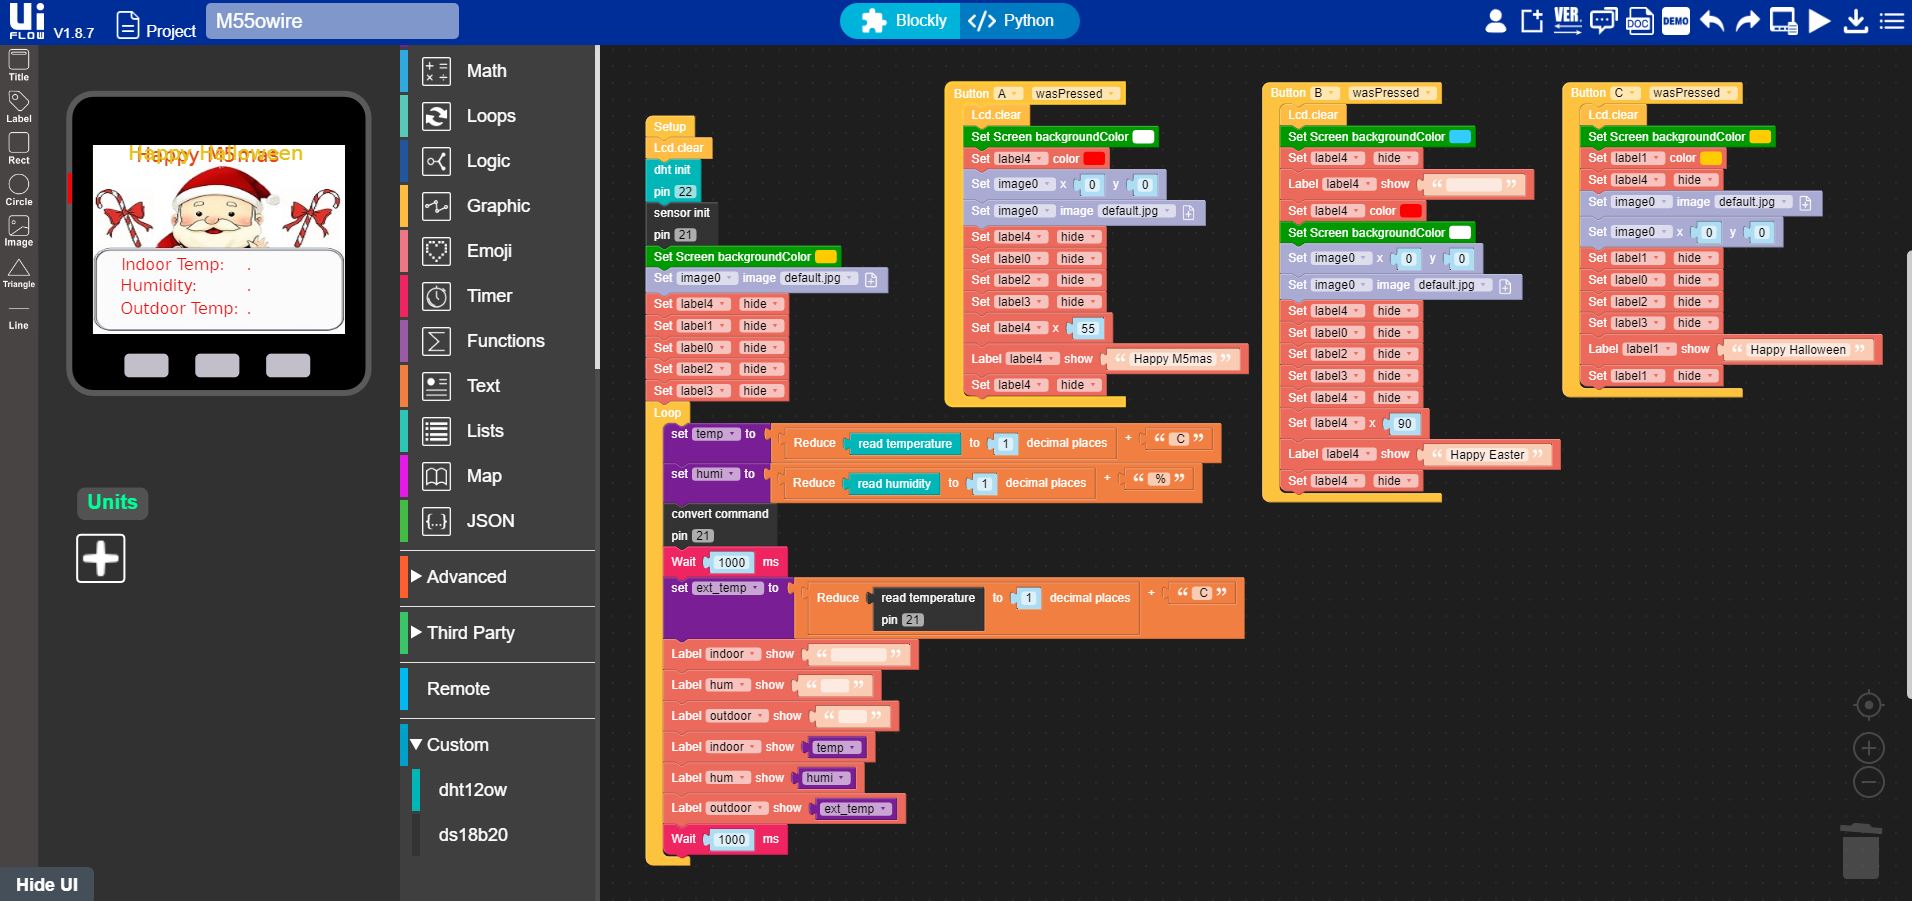 Ui
FLOW
V1.8.7
Project
M55owire
Blockly
</> Python
VER.
DOC
DEMO
Title
Label
Rect
Circle
Image
Triangle
Line
Happy Halloween
Happy M5mas
Indoor Temp: .
Humidity: .
Outdoor Temp: .
Units
Hide UI
Math
Loops
Logic
Graphic
Emoji
Timer
Functions
Text
Lists
Map
{...} JSON
Advanced
Third Party
Remote
Custom
dht12ow
ds18b20
Setup
Lcd.clear
dht init
pin 22
sensor init
pin 21
Set Screen backgroundColor
Set image0 image default.jpg
Set label4 hide
Set label1 hide
Set label0 hide
Set label2 hide
Set label3 hide
Loop
set temp to Reduce read temperature to 1 decimal places + “ C ”
set humi to Reduce read humidity to 1 decimal places + “ % ”
convert command
pin 21
Wait 1000 ms
set ext_temp to Reduce read temperature pin 21 to 1 decimal places + “ C ”
Label indoor show “ ”
Label hum show “ ”
Label outdoor show “ ”
Label indoor show temp
Label hum show humi
Label outdoor show ext_temp
Wait 1000 ms
Button A wasPressed
Lcd.clear
Set Screen backgroundColor
Set label4 color
Set image0 x 0 y 0
Set image0 image default.jpg
Set label4 hide
Set label0 hide
Set label2 hide
Set label3 hide
Set label4 x 55
Label label4 show “ Happy M5mas ”
Set label4 hide
Button B wasPressed
Lcd.clear
Set Screen backgroundColor
Set label4 hide
Label label4 show “ ”
Set label4 color
Set Screen backgroundColor
Set image0 x 0 y 0
Set image0 image default.jpg
Set label4 hide
Set label0 hide
Set label2 hide
Set label3 hide
Set label4 hide
Set label4 x 90
Label label4 show “ Happy Easter ”
Set label4 hide
Button C wasPressed
Lcd.clear
Set Screen backgroundColor
Set label1 color
Set label4 hide
Set image0 image default.jpg
Set image0 x 0 y 0
Set label1 hide
Set label0 hide
Set label2 hide
Set label3 hide
Label label1 show “ Happy Halloween ”
Set label1 hide